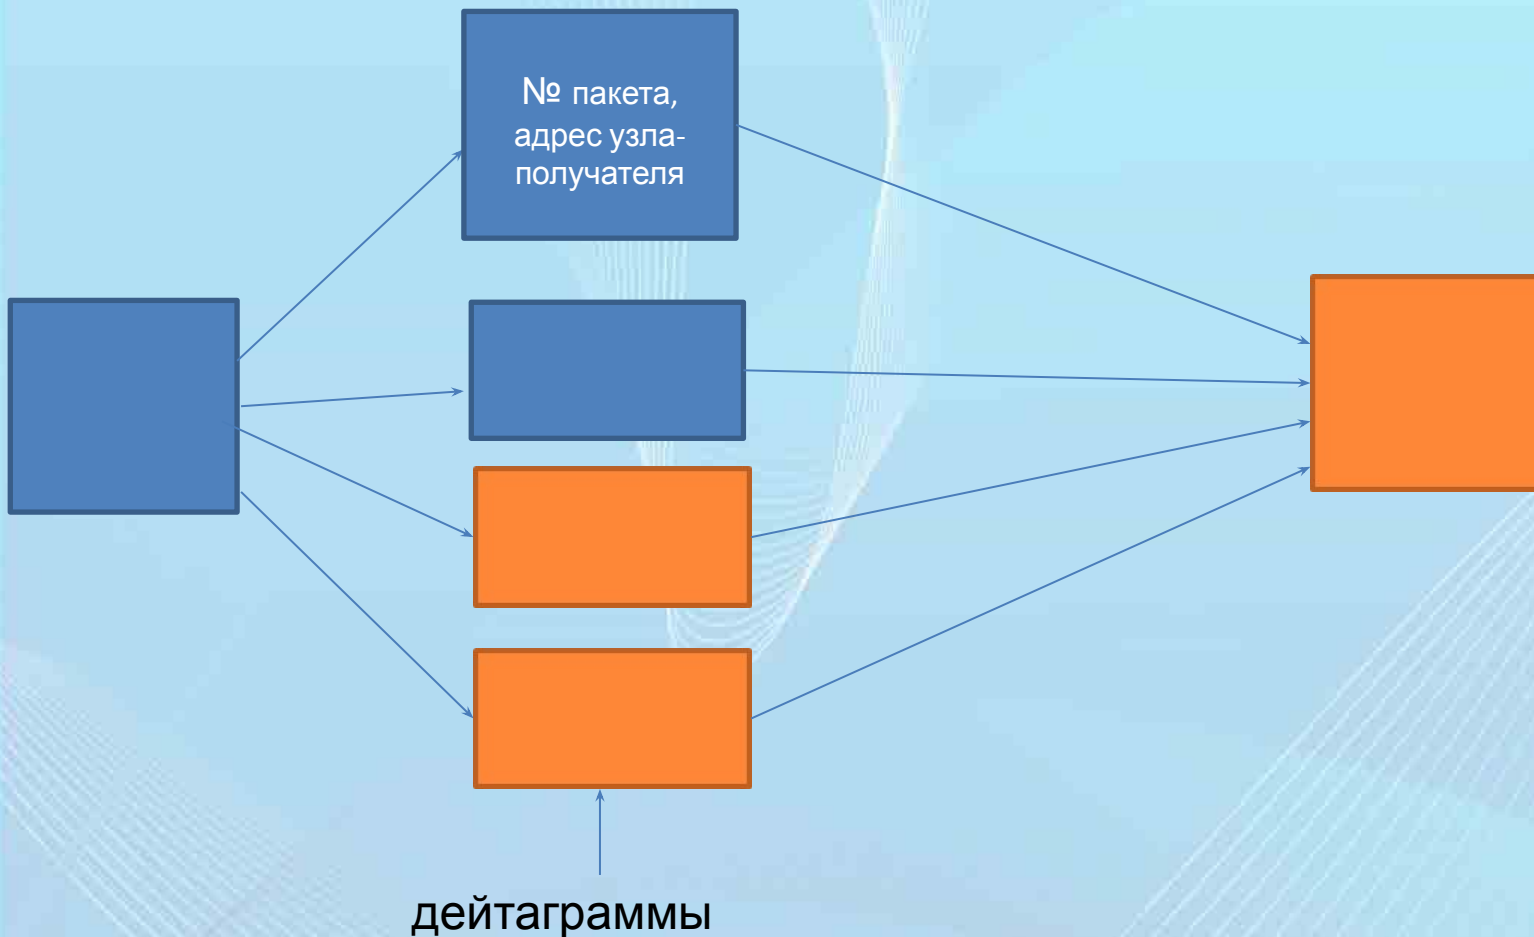 № пакета,
адрес узла-
получателя
дейтаграммы